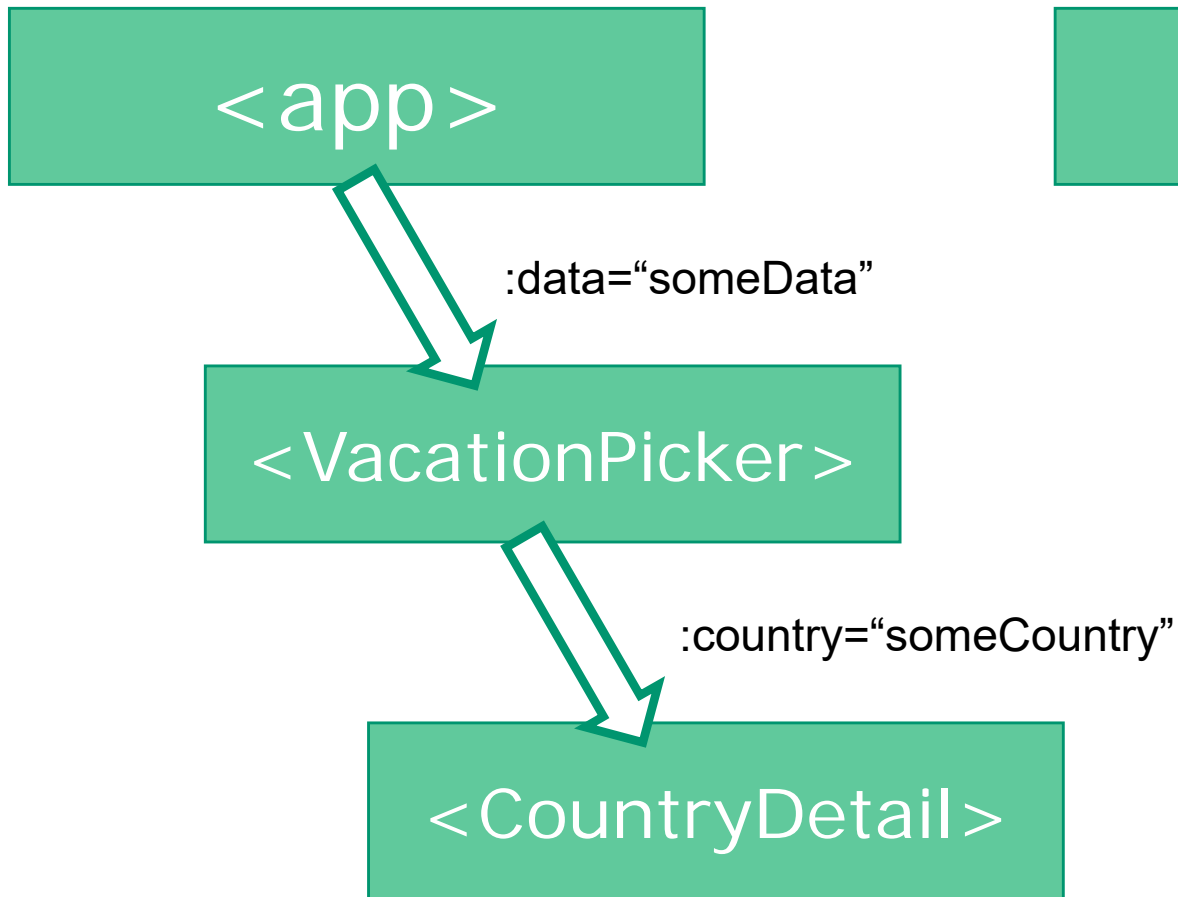 <app>
:data=“someData”
<VacationPicker>
:country=“someCountry”
<CountryDetail>